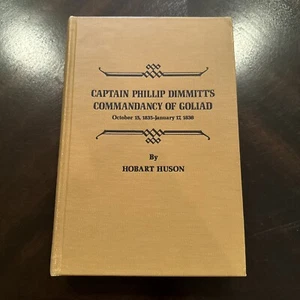 CAPTAIN PHILLIP DIMMITT'S
COMMANDANCY OF GOLIAD
October 15, 1835-January 17, 1836
By
HOBART HUSON